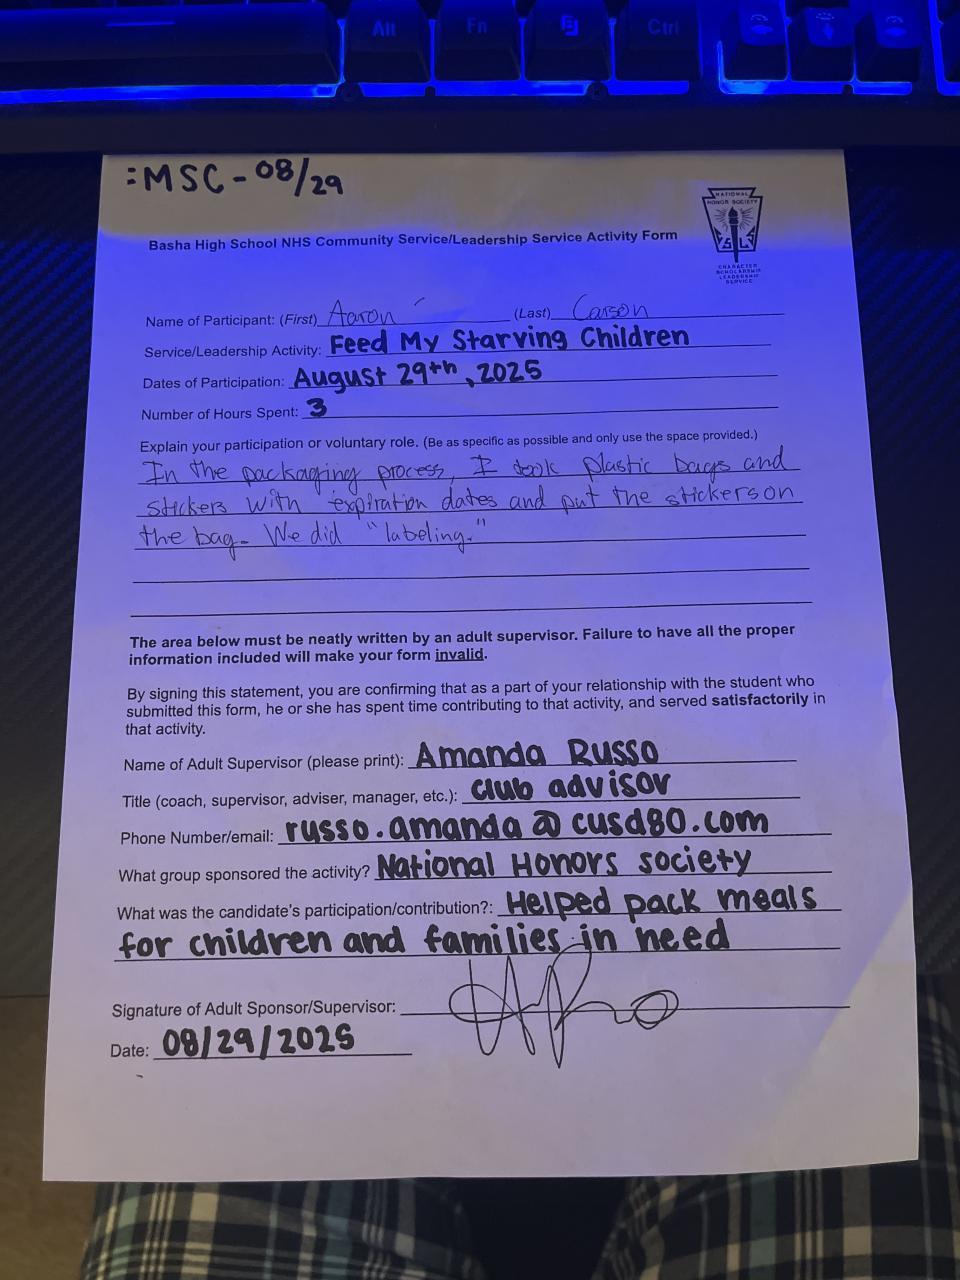 Alt Fn Ctrl
:MSC - 08/29
NATIONAL
HONOR SOCIETY
CHARACTER
SCHOLARSHIP
LEADERSHIP
SERVICE
Basha High School NHS Community Service/Leadership Service Activity Form
Name of Participant: (First) Aaron (Last) Carson
Service/Leadership Activity: Feed My Starving Children
Dates of Participation: August 29th, 2025
Number of Hours Spent: 3
Explain your participation or voluntary role. (Be as specific as possible and only use the space provided.)
In the packaging process, I took plastic bags and
stickers with expiration dates and put the stickers on
the bag. We did "labeling."
The area below must be neatly written by an adult supervisor. Failure to have all the proper
information included will make your form invalid.
By signing this statement, you are confirming that as a part of your relationship with the student who
submitted this form, he or she has spent time contributing to that activity, and served satisfactorily in
that activity.
Name of Adult Supervisor (please print): Amanda Russo
Title (coach, supervisor, adviser, manager, etc.): club advisor
Phone Number/email: russo.amanda@cusd80.com
What group sponsored the activity? National Honors society
What was the candidate's participation/contribution?: Helped pack meals
for children and families in need
Signature of Adult Sponsor/Supervisor:
Date: 08/29/2025